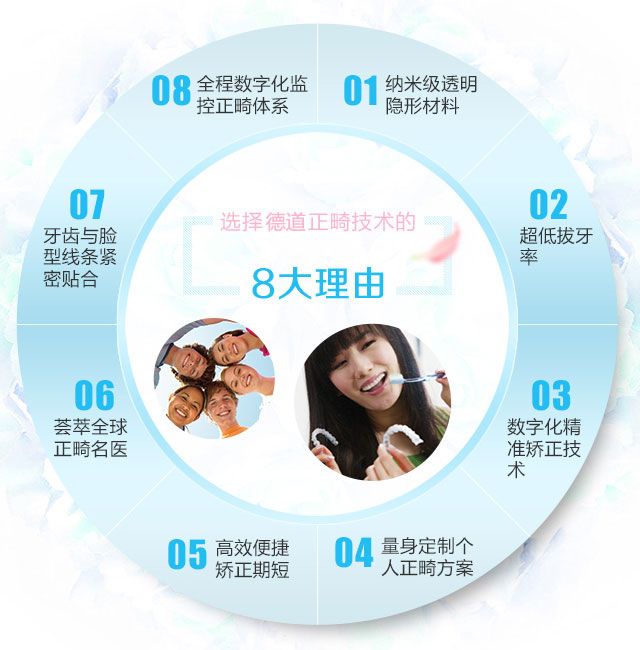 选择德道正畸技术的
8大理由
01
纳米级透明
隐形材料
02
超低拔牙
率
03
数字化精
准矫正技
术
04
量身定制个
人正畸方案
05
高效便捷
矫正期短
06
荟萃全球
正畸名医
07
牙齿与脸
型线条紧
密贴合
08
全程数字化监
控正畸体系